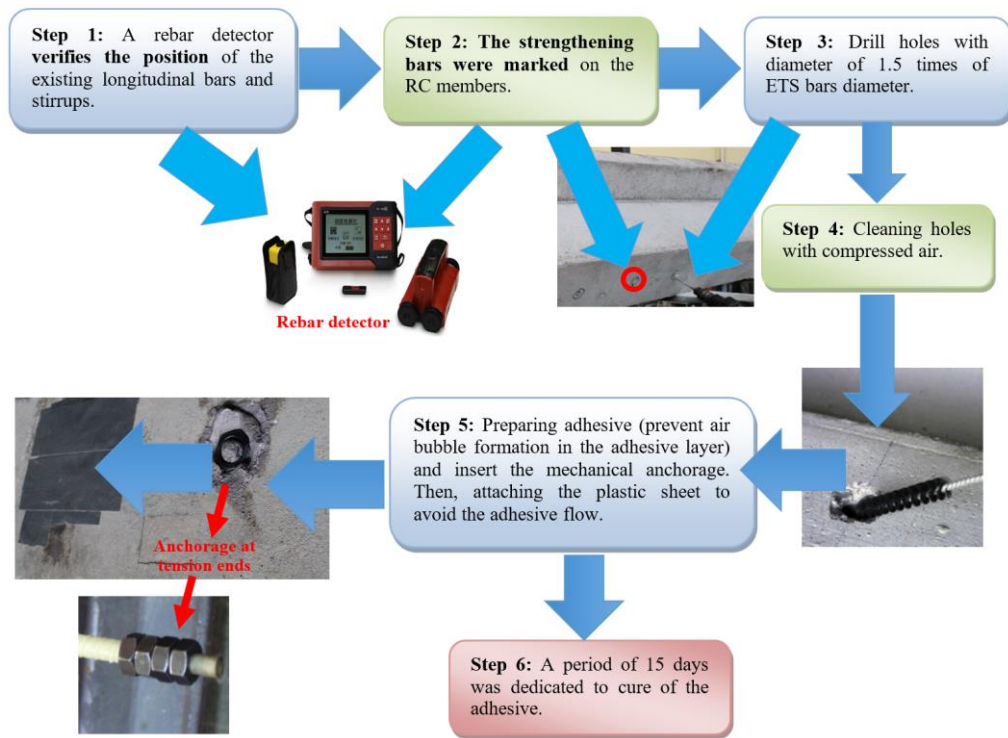 Step 1: A rebar detector
verifies the position of the
existing longitudinal bars and
stirrups.
Step 2: The strengthening
bars were marked on the
RC members.
Step 3: Drill holes with
diameter of 1.5 times of
ETS bars diameter.
Step 4: Cleaning holes
with compressed air.
Rebar detector
Step 5: Preparing adhesive (prevent air
bubble formation in the adhesive layer)
and insert the mechanical anchorage.
Then, attaching the plastic sheet to
avoid the adhesive flow.
Anchorage at
tension ends
Step 6: A period of 15 days
was dedicated to cure of the
adhesive.